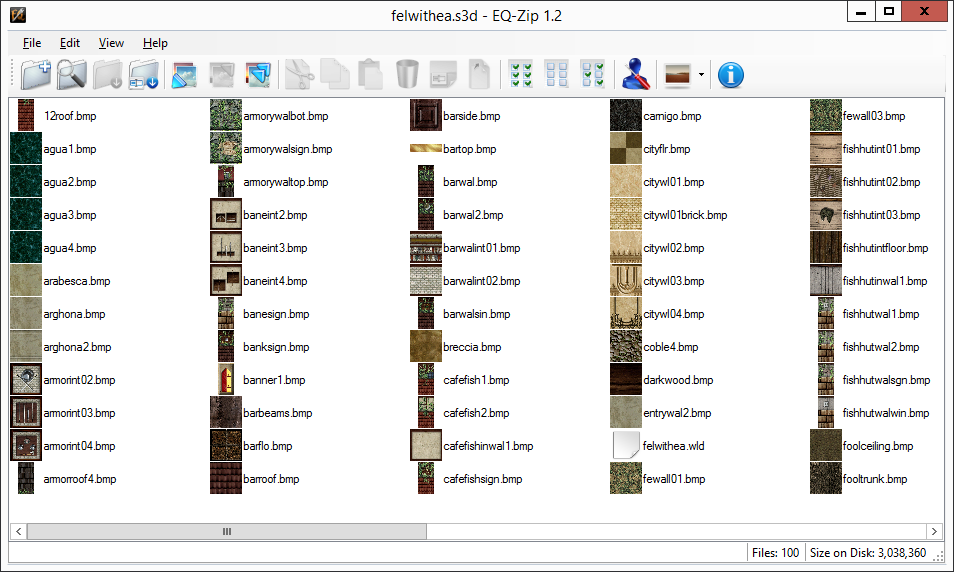 felwithea.s3d - EQ-Zip 1.2
File Edit View Help
12roof.bmp
agua1.bmp
agua2.bmp
agua3.bmp
agua4.bmp
arabesca.bmp
arghona.bmp
arghona2.bmp
armorint02.bmp
armorint03.bmp
armorint04.bmp
armorroof4.bmp
armorywalbot.bmp
armorywalsign.bmp
armorywaltop.bmp
baneint2.bmp
baneint3.bmp
baneint4.bmp
banesign.bmp
banksign.bmp
banner1.bmp
barbeams.bmp
barflo.bmp
barroof.bmp
barside.bmp
bartop.bmp
barwal.bmp
barwal2.bmp
barwalint01.bmp
barwalint02.bmp
barwalsin.bmp
breccia.bmp
cafefish1.bmp
cafefish2.bmp
cafefishinwal1.bmp
cafefishsign.bmp
camigo.bmp
cityflr.bmp
citywl01.bmp
citywl01brick.bmp
citywl02.bmp
citywl03.bmp
citywl04.bmp
coble4.bmp
darkwood.bmp
entrywal2.bmp
felwithea.wld
fewall01.bmp
fewall03.bmp
fishhutint01.bmp
fishhutint02.bmp
fishhutint03.bmp
fishhutintfloor.bmp
fishhutinwal1.bmp
fishhutwal1.bmp
fishhutwal2.bmp
fishhutwalsgn.bmp
fishhutwalwin.bmp
foolceiling.bmp
fooltrunk.bmp
Files: 100 Size on Disk: 3,038,360